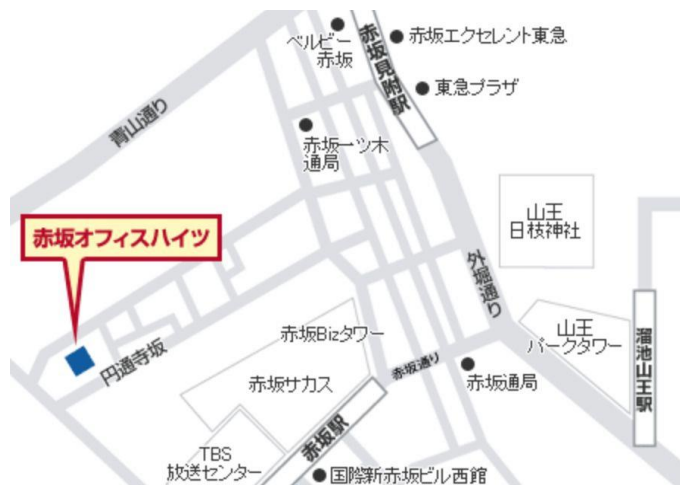 ベルビー
赤坂
赤坂見附駅
赤坂エクセレント東急
東急プラザ
青山通り
赤坂一ツ木
通局
山王
日枝神社
赤坂オフィスハイツ
外堀通り
赤坂Bizタワー
山王
パークタワー
溜池山王駅
円通寺坂
赤坂通り
赤坂サカス
赤坂通局
赤坂駅
TBS
放送センター
国際新赤坂ビル西館